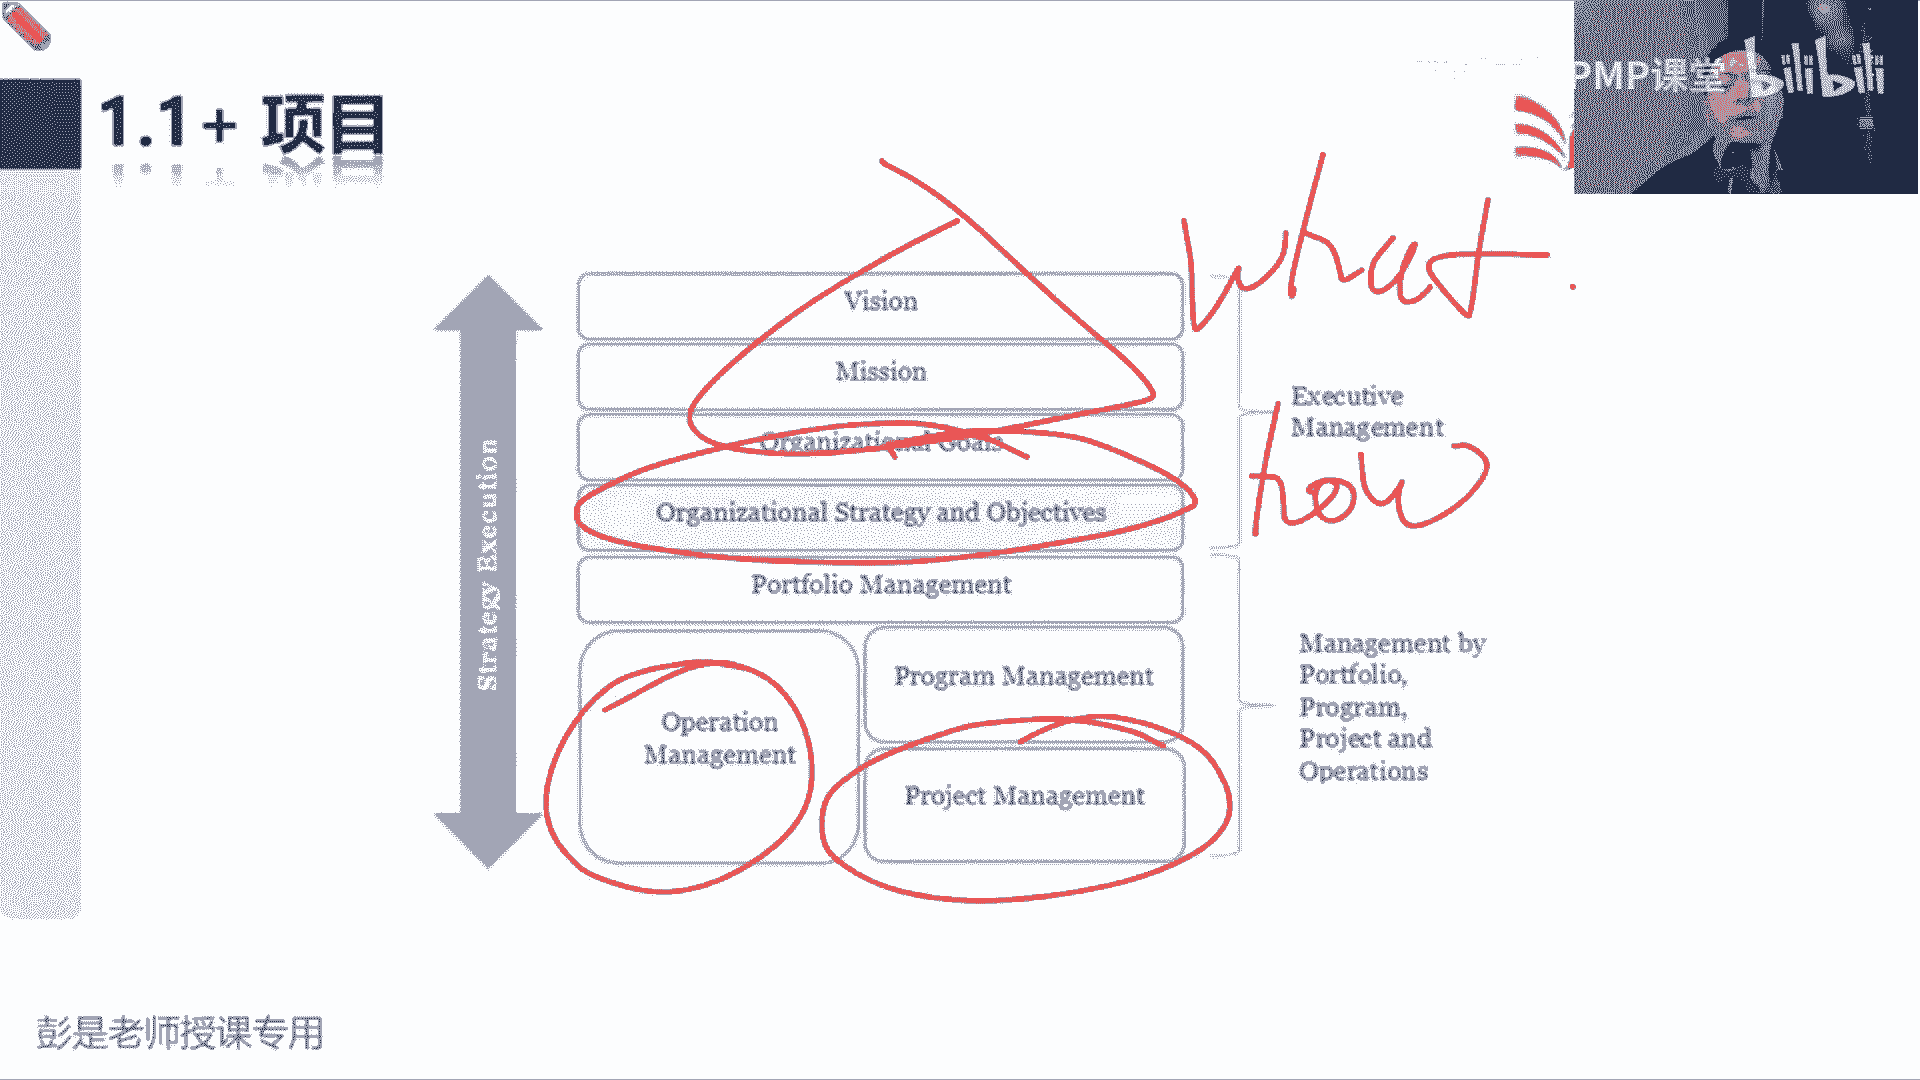 PMP课堂 bilibili
1.1+ 项目
what
Vision
Mission
Executive
Management
Organizational Goals
how
Organizational Strategy and Objectives
Strategy Execution
Portfolio Management
Management by
Portfolio,
Program,
Project and
Operations
Program Management
Operation
Management
Project Management
彭是老师授课专用